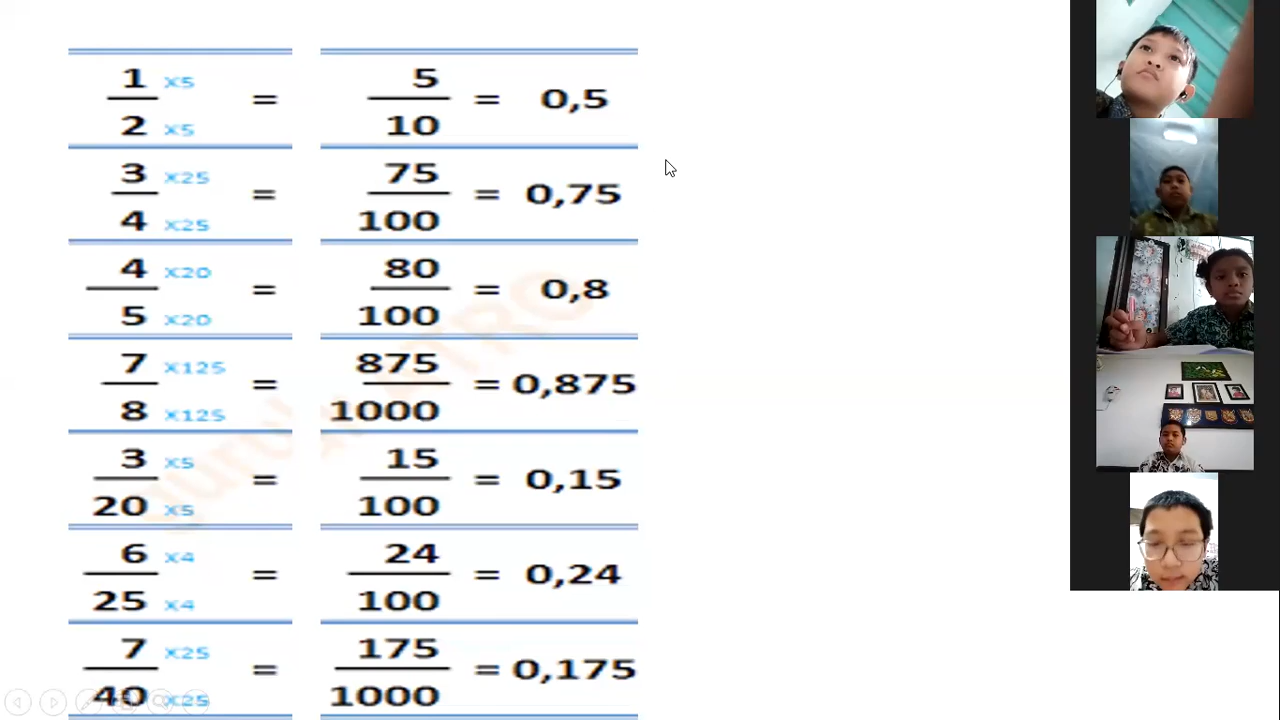 1/2 x5 x5 = 5/10 = 0,5
3/4 x25 x25 = 75/100 = 0,75
4/5 x20 x20 = 80/100 = 0,8
7/8 x125 x125 = 875/1000 = 0,875
3/20 x5 x5 = 15/100 = 0,15
6/25 x4 x4 = 24/100 = 0,24
7/40 x25 x25 = 175/1000 = 0,175